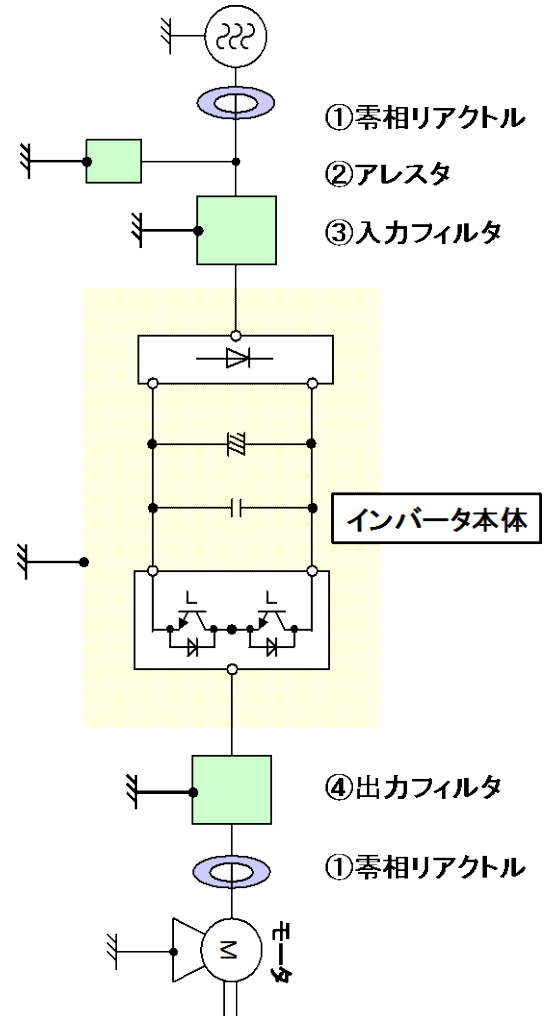 ①零相リアクトル
②アレスタ
③入力フィルタ
インバータ本体
④出力フィルタ
①零相リアクトル
モータ
M